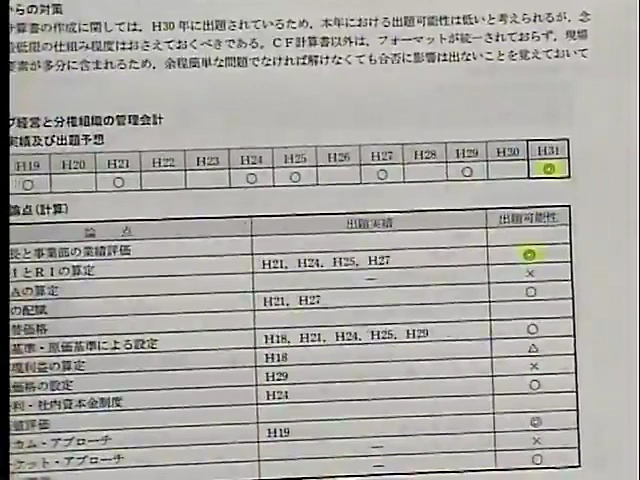 からの対策
計算書の作成に関しては，H30年に出題されているため，本年における出題可能性は低いと考えられるが，念
最低限の仕組み程度はおさえておくべきである。CF計算書以外は，フォーマットが統一されておらず，現場
要素が多分に含まれるため，余程簡単な問題でなければ解けなくても合否に影響は出ないことを覚えておいて
プ経営と分権組織の管理会計
実績及び出題予想
H19 H20 H21 H22 H23 H24 H25 H26 H27 H28 H29 H30 H31
○ ○ ○ ○ ○ ○ ◎
論点(計算)
論 点 出題実績 出題可能性
長と事業部の業績評価 H21，H24，H25，H27 ◎
IとRIの算定 － ×
の算定 H21，H27 ○
の配賦
替価格 H18，H21，H24，H25，H29 ○
基準・原価基準による設定 H18 △
利益の算定 H29 ×
価格の設定 H24 ○
・社内資本金制度
価評価 H19 ◎
カム・アプローチ － ×
ケット・アプローチ － ○